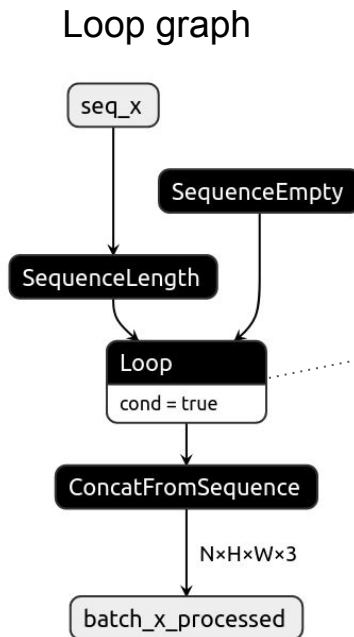 Loop graph
seq_x
SequenceEmpty
SequenceLength
Loop
cond = true
ConcatFromSequence
N×H×W×3
batch_x_processed